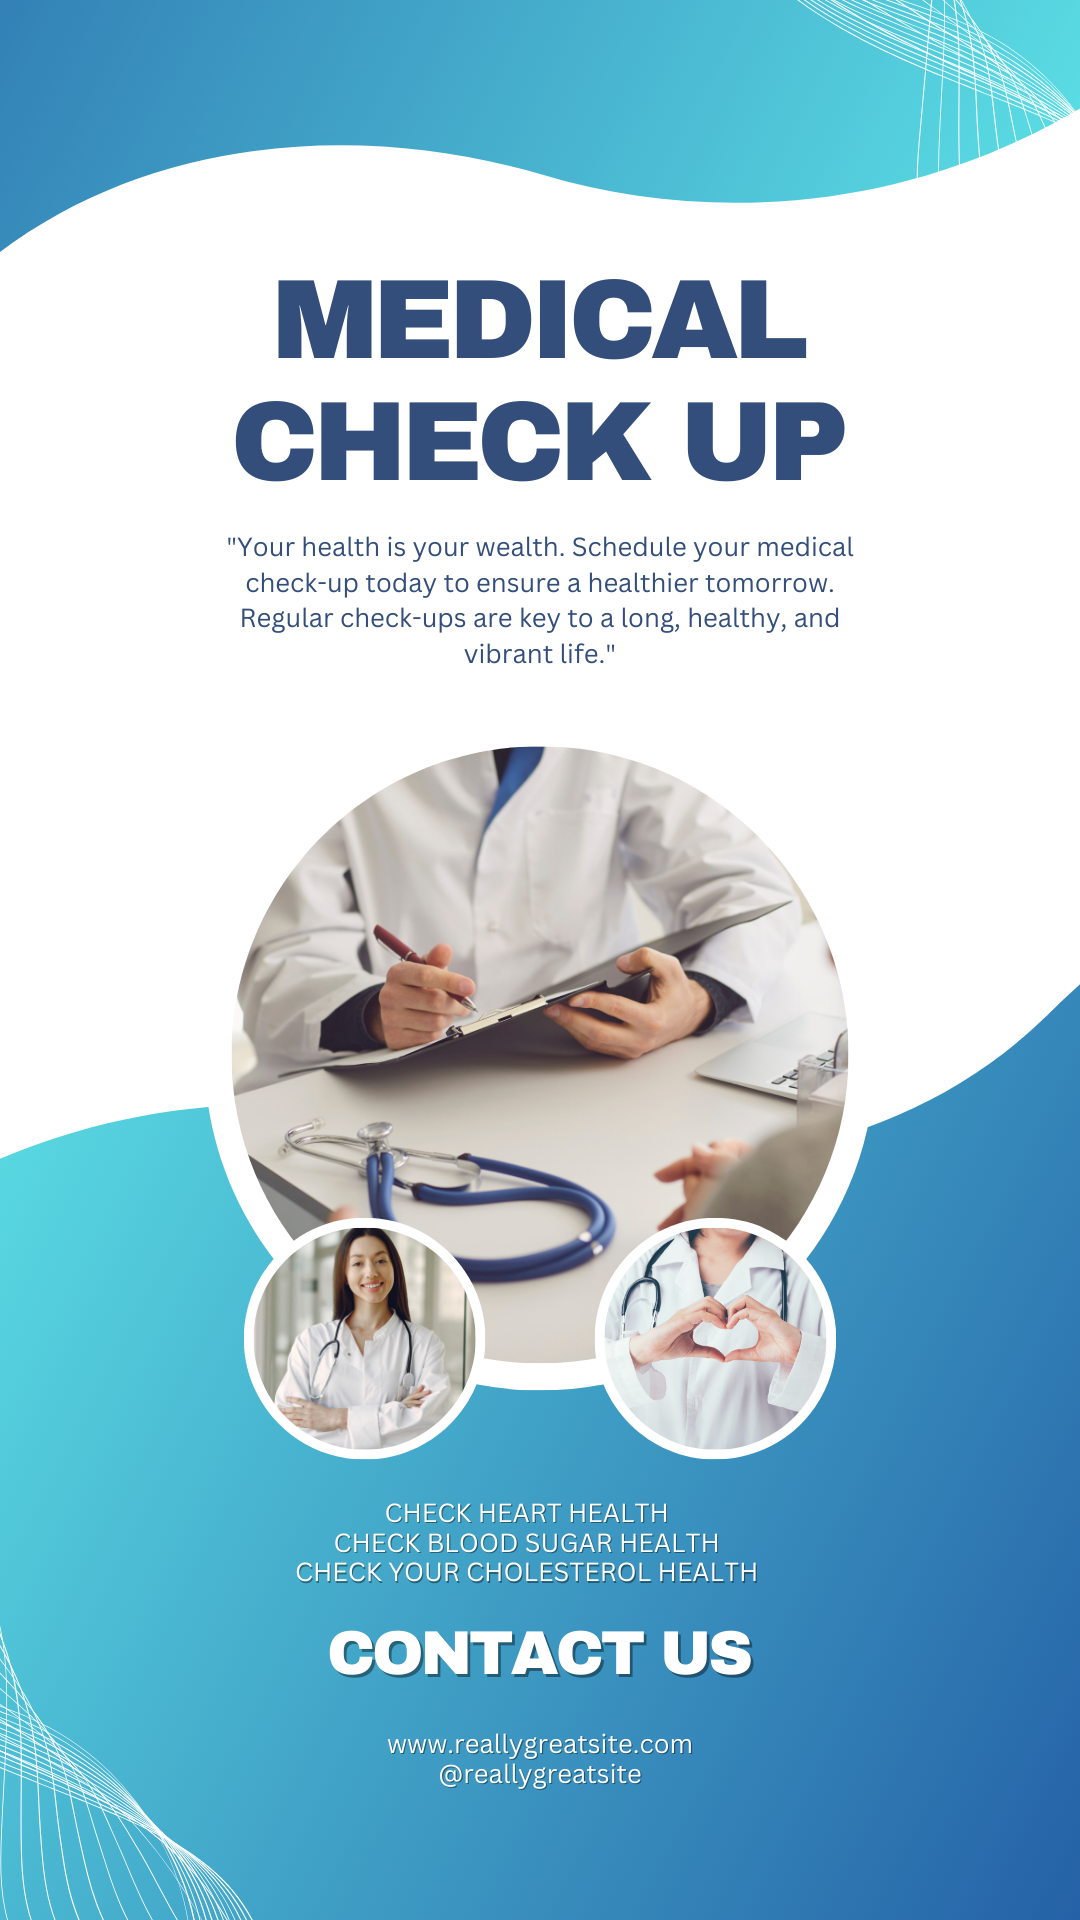 MEDICAL
CHECK UP
"Your health is your wealth. Schedule your medical
check-up today to ensure a healthier tomorrow.
Regular check-ups are key to a long, healthy, and
vibrant life."
CHECK HEART HEALTH
CHECK BLOOD SUGAR HEALTH
CHECK YOUR CHOLESTEROL HEALTH
CONTACT US
www.reallygreatsite.com
@reallygreatsite